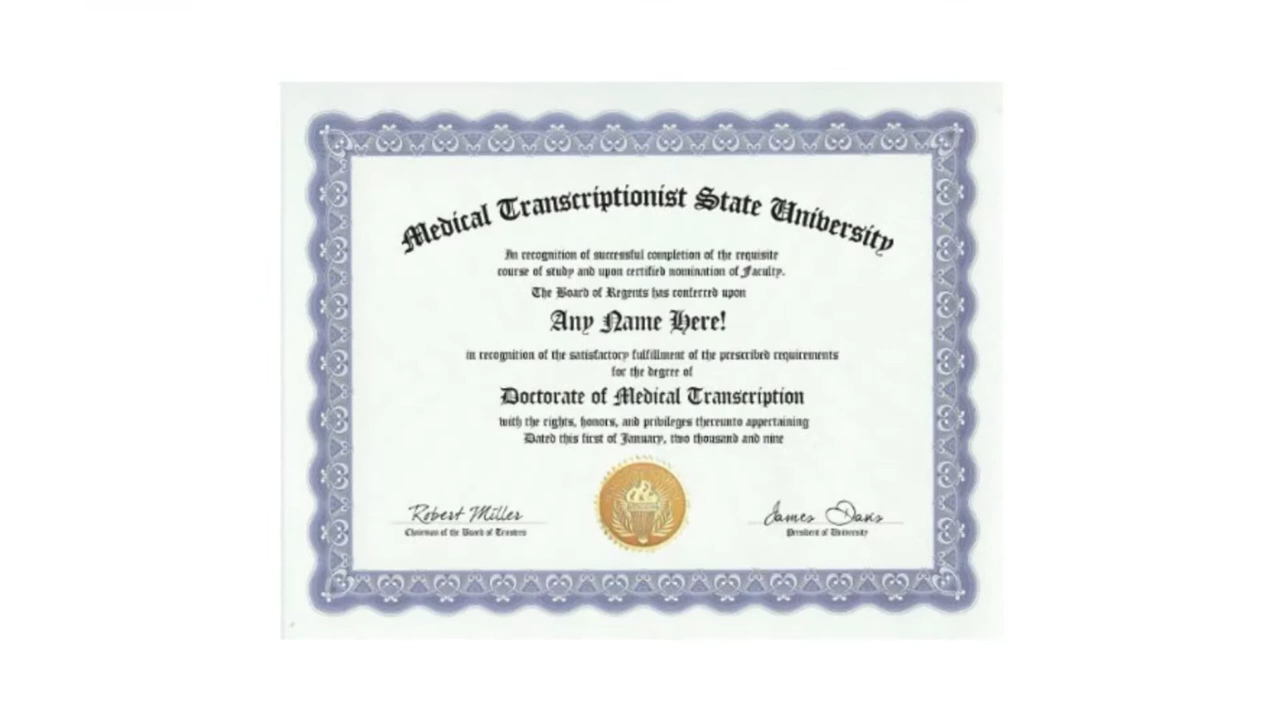 Medical Transcriptionist State University
In recognition of successful completion of the requisite
course of study and upon certified nomination of Faculty.
The Board of Regents has conferred upon
Any Name Here!
in recognition of the satisfactory fulfillment of the prescribed requirements
for the degree of
Doctorate of Medical Transcription
with the rights, honors, and privileges thereunto appertaining
Dated this first of January, two thousand and nine
Robert Miller
Chairman of the Board of Trustees
James Davis
President of University